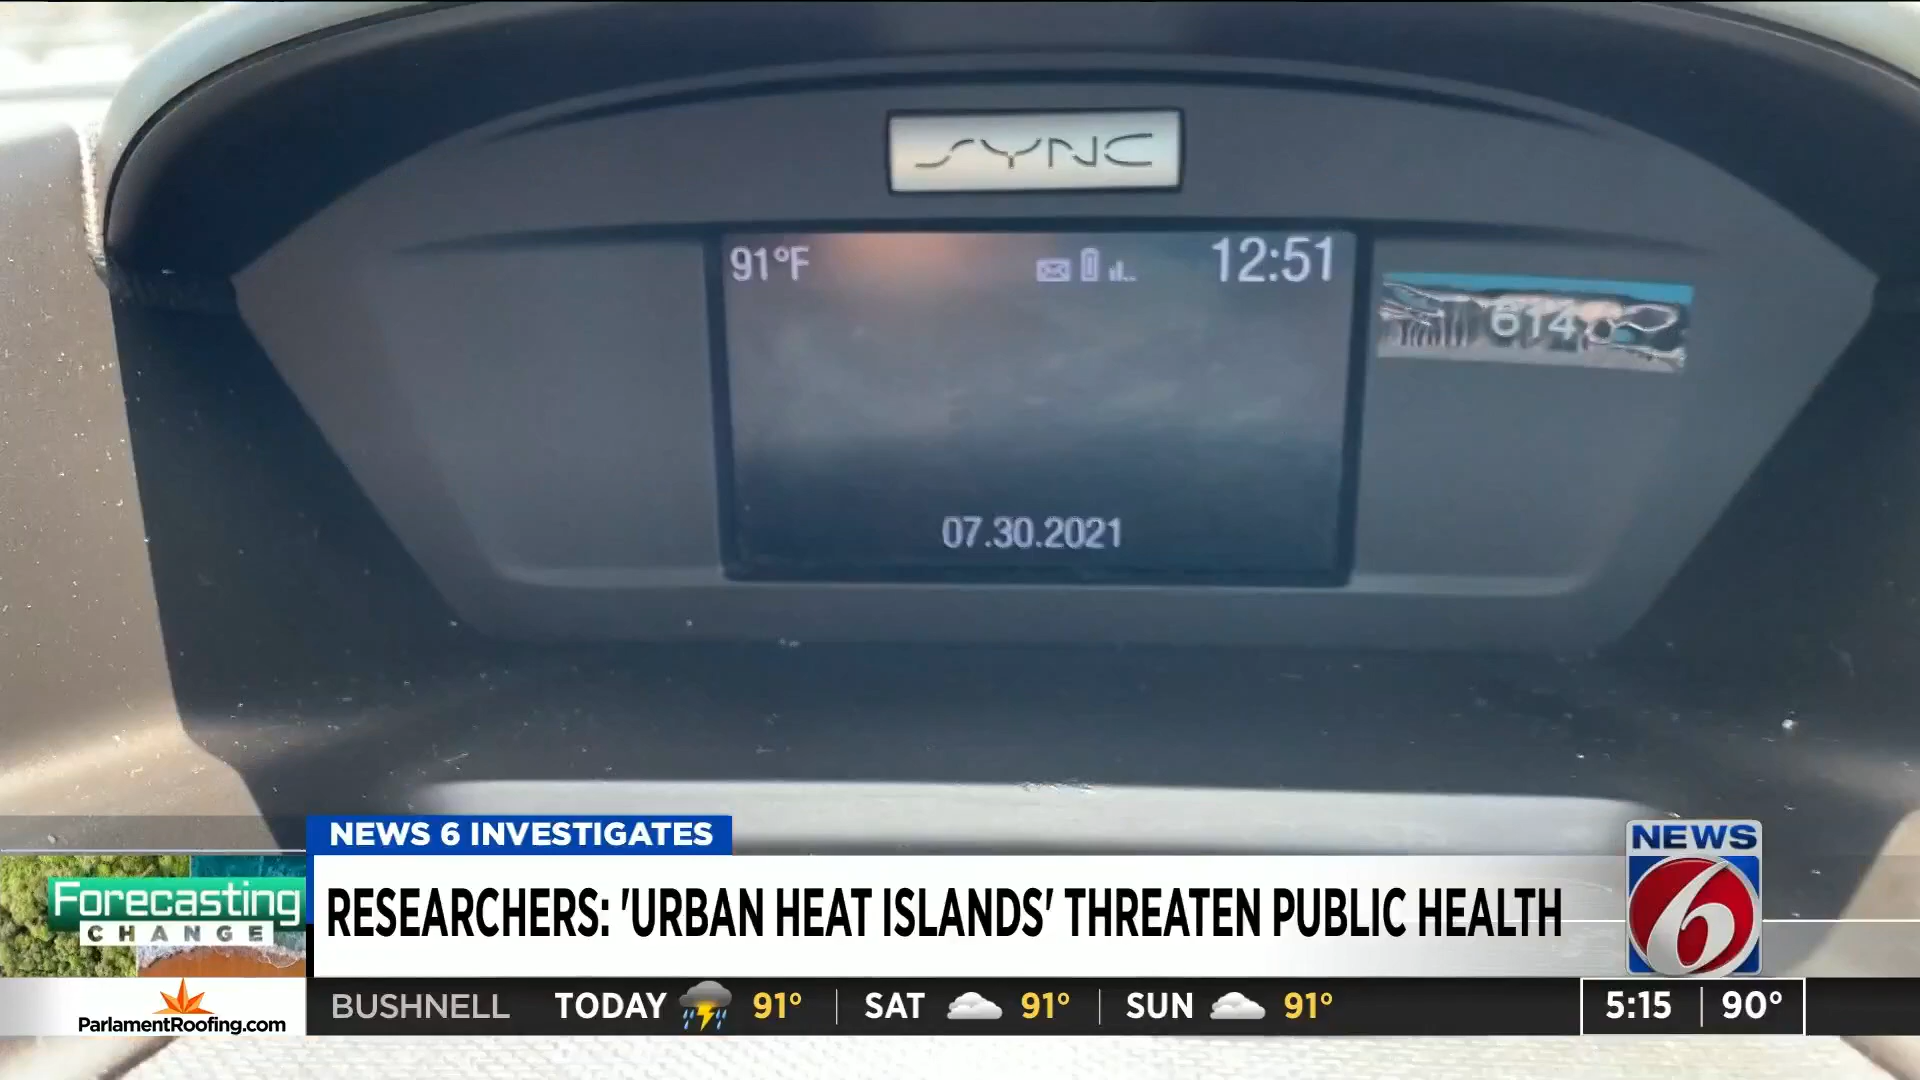 SYNC
91°F 12:51
614
07.30.2021
NEWS 6 INVESTIGATES
RESEARCHERS: 'URBAN HEAT ISLANDS' THREATEN PUBLIC HEALTH
Forecasting
CHANGE
NEWS
6
ParlamentRoofing.com
BUSHNELL TODAY 91° SAT 91° SUN 91°
5:15 90°